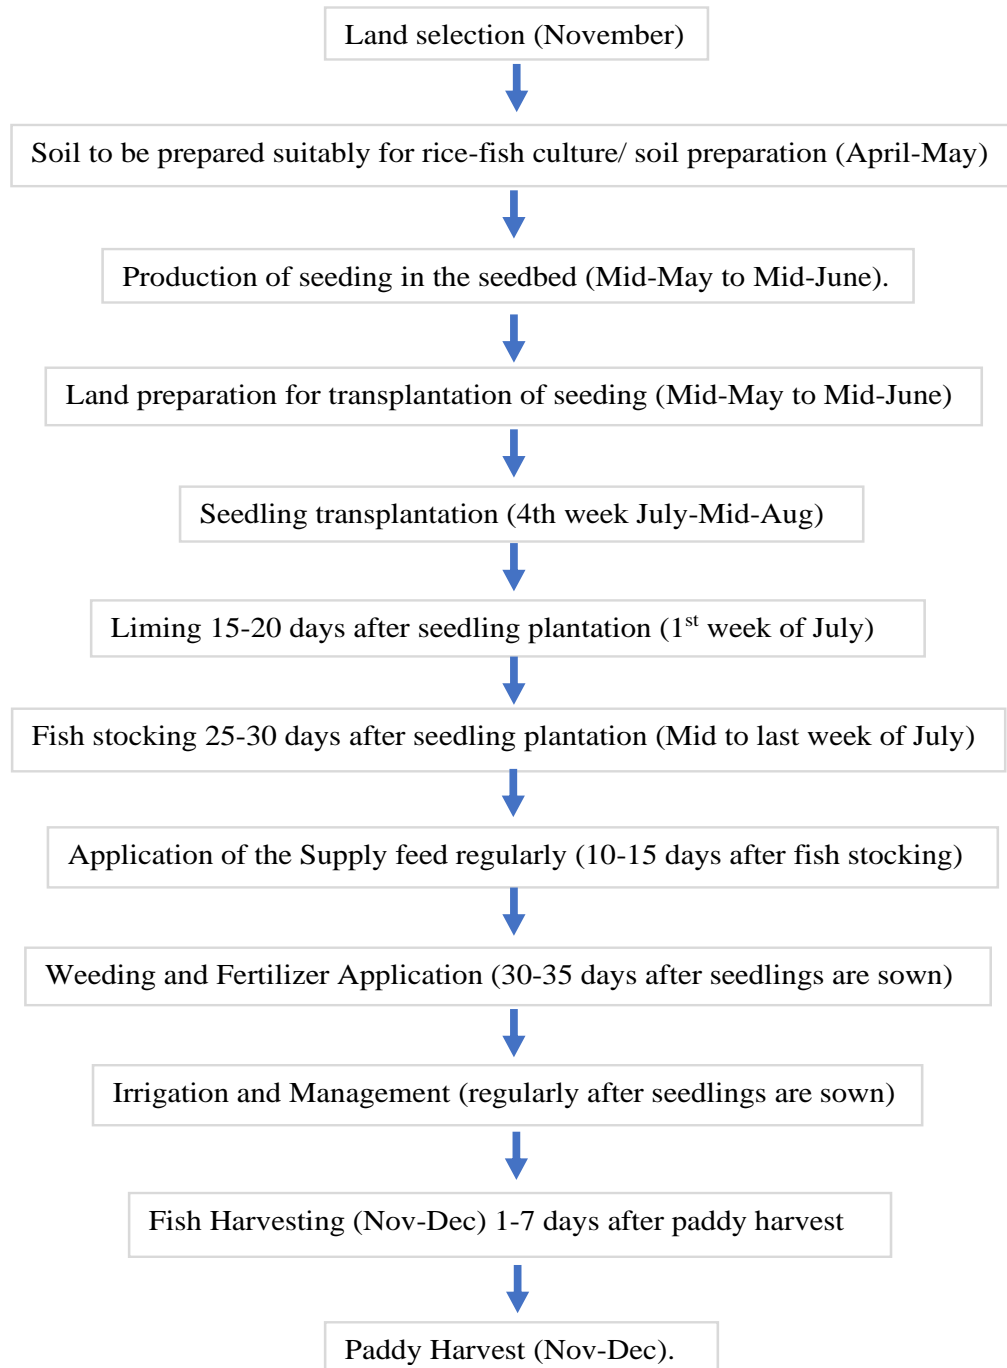 Land selection (November)
Soil to be prepared suitably for rice-fish culture/ soil preparation (April-May)
Production of seeding in the seedbed (Mid-May to Mid-June).
Land preparation for transplantation of seeding (Mid-May to Mid-June)
Seedling transplantation (4th week July-Mid-Aug)
Liming 15-20 days after seedling plantation (1st week of July)
Fish stocking 25-30 days after seedling plantation (Mid to last week of July)
Application of the Supply feed regularly (10-15 days after fish stocking)
Weeding and Fertilizer Application (30-35 days after seedlings are sown)
Irrigation and Management (regularly after seedlings are sown)
Fish Harvesting (Nov-Dec) 1-7 days after paddy harvest
Paddy Harvest (Nov-Dec).